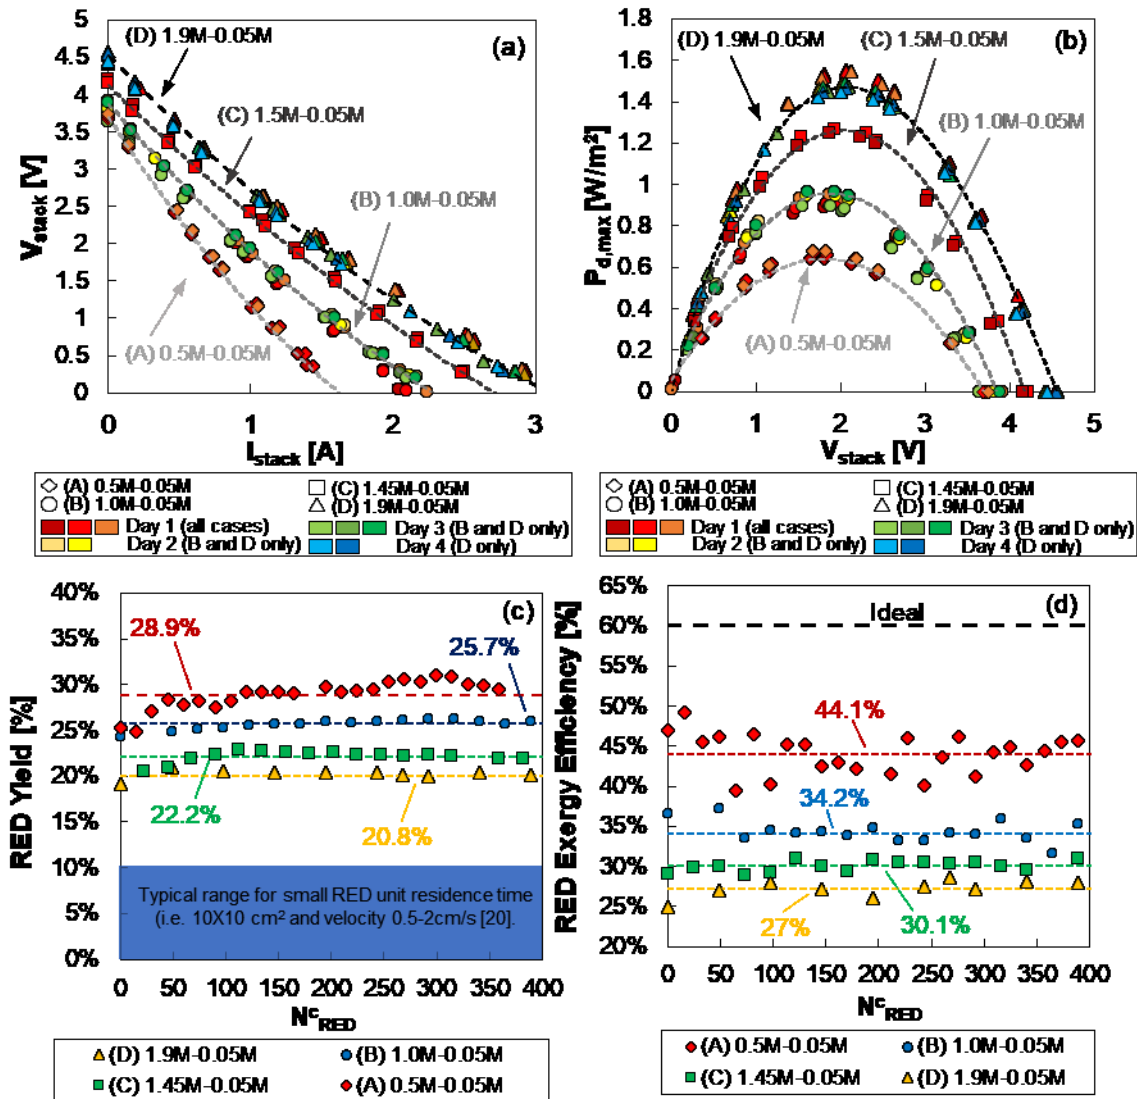 (a)
(D) 1.9M-0.05M
(C) 1.5M-0.05M
(B) 1.0M-0.05M
(A) 0.5M-0.05M
V_stack [V]
5
4.5
4
3.5
3
2.5
2
1.5
1
0.5
0
0 1 2 3
I_stack [A]
◇ (A) 0.5M-0.05M □ (C) 1.45M-0.05M
○ (B) 1.0M-0.05M △ (D) 1.9M-0.05M
Day 1 (all cases) Day 3 (B and D only)
Day 2 (B and D only) Day 4 (D only)
(b)
(D) 1.9M-0.05M
(C) 1.5M-0.05M
(B) 1.0M-0.05M
(A) 0.5M-0.05M
P_d,max [W/m²]
1.8
1.6
1.4
1.2
1
0.8
0.6
0.4
0.2
0
0 1 2 3 4 5
V_stack [V]
◇ (A) 0.5M-0.05M □ (C) 1.45M-0.05M
○ (B) 1.0M-0.05M △ (D) 1.9M-0.05M
Day 1 (all cases) Day 3 (B and D only)
Day 2 (B and D only) Day 4 (D only)
(c)
RED Yield [%]
40%
35%
30%
25%
20%
15%
10%
5%
0%
28.9%
25.7%
22.2%
20.8%
Typical range for small RED unit residence time
(i.e. 10X10 cm² and velocity 0.5-2cm/s [20].
0 50 100 150 200 250 300 350 400
N^c_RED
(D) 1.9M-0.05M (B) 1.0M-0.05M
(C) 1.45M-0.05M (A) 0.5M-0.05M
(d)
RED Exergy Efficiency [%]
65%
60%
55%
50%
45%
40%
35%
30%
25%
20%
Ideal
44.1%
34.2%
27%
30.1%
0 50 100 150 200 250 300 350 400
N^c_RED
(A) 0.5M-0.05M (B) 1.0M-0.05M
(C) 1.45M-0.05M (D) 1.9M-0.05M